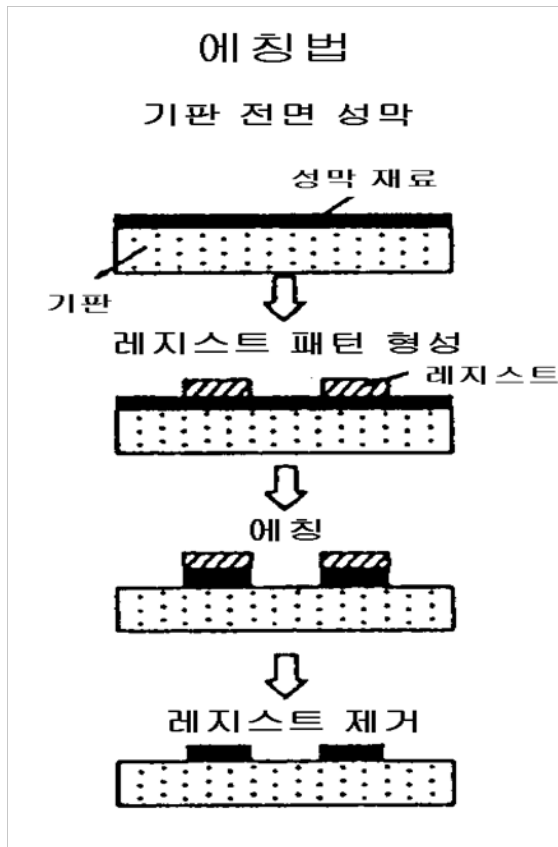 에칭법
기판 전면 성막
성막 재료
기판
레지스트 패턴 형성
레지스트
에칭
레지스트 제거